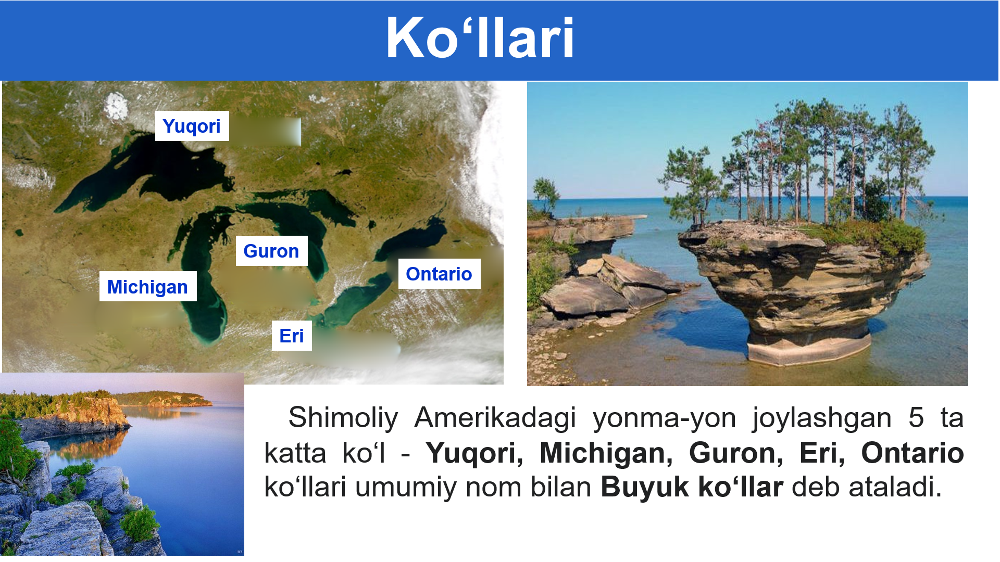 Ko‘llari
Yuqori
Guron
Ontario
Michigan
Eri
Shimoliy Amerikadagi yonma-yon joylashgan 5 ta
katta ko‘l - Yuqori, Michigan, Guron, Eri, Ontario
ko‘llari umumiy nom bilan Buyuk ko‘llar deb ataladi.